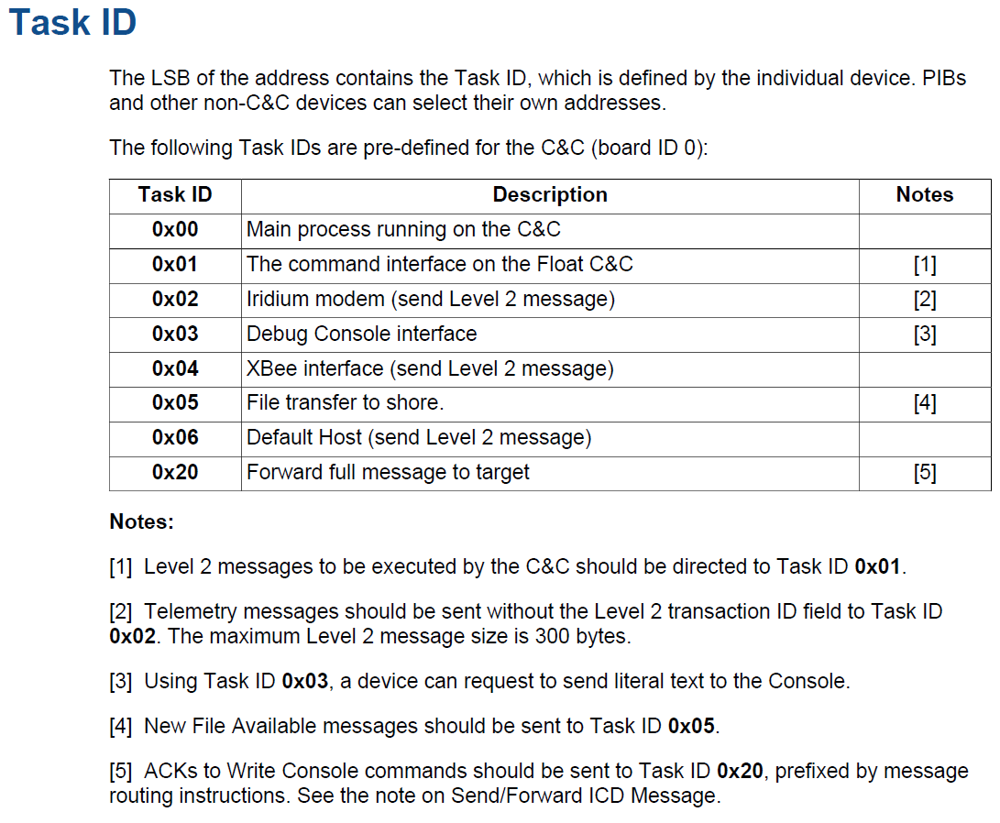 Task ID
The LSB of the address contains the Task ID, which is defined by the individual device. PIBs
and other non-C&C devices can select their own addresses.
The following Task IDs are pre-defined for the C&C (board ID 0):
Task ID Description Notes
0x00 Main process running on the C&C
0x01 The command interface on the Float C&C [1]
0x02 Iridium modem (send Level 2 message) [2]
0x03 Debug Console interface [3]
0x04 XBee interface (send Level 2 message)
0x05 File transfer to shore. [4]
0x06 Default Host (send Level 2 message)
0x20 Forward full message to target [5]
Notes:
[1] Level 2 messages to be executed by the C&C should be directed to Task ID 0x01.
[2] Telemetry messages should be sent without the Level 2 transaction ID field to Task ID
0x02. The maximum Level 2 message size is 300 bytes.
[3] Using Task ID 0x03, a device can request to send literal text to the Console.
[4] New File Available messages should be sent to Task ID 0x05.
[5] ACKs to Write Console commands should be sent to Task ID 0x20, prefixed by message
routing instructions. See the note on Send/Forward ICD Message.